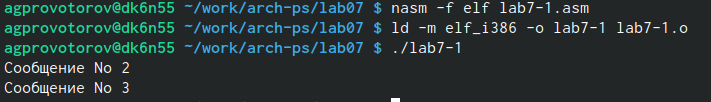 agprovotorov@dk6n55 ~/work/arch-ps/lab07 $ nasm -f elf lab7-1.asm
agprovotorov@dk6n55 ~/work/arch-ps/lab07 $ ld -m elf_i386 -o lab7-1 lab7-1.o
agprovotorov@dk6n55 ~/work/arch-ps/lab07 $ ./lab7-1
Сообщение No 2
Сообщение No 3